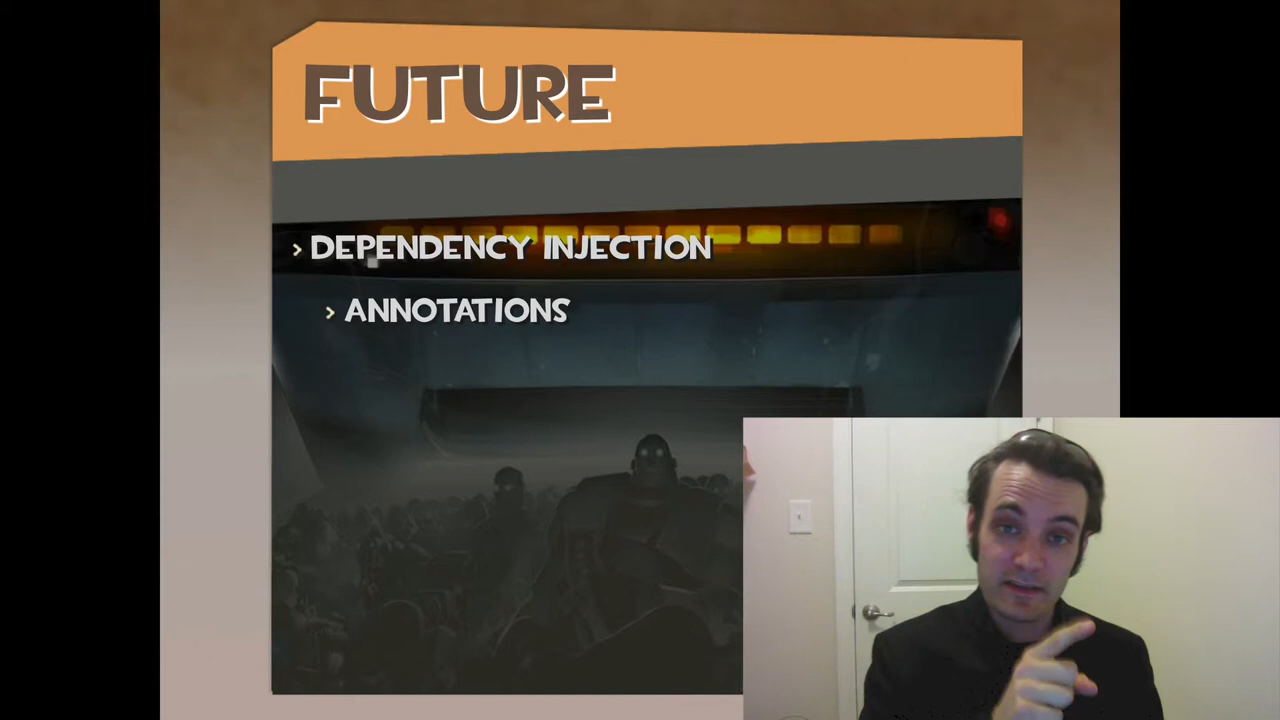 FUTURE
› DEPENDENCY INJECTION
› ANNOTATIONS